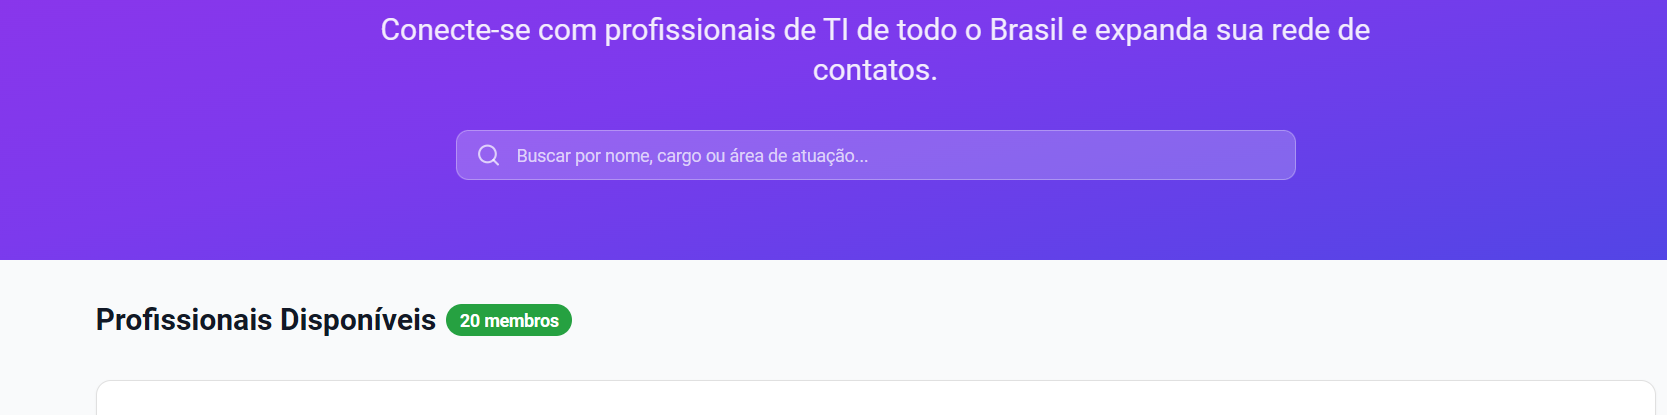 Conecte-se com profissionais de TI de todo o Brasil e expanda sua rede de
contatos.
Buscar por nome, cargo ou área de atuação...
Profissionais Disponíveis 20 membros